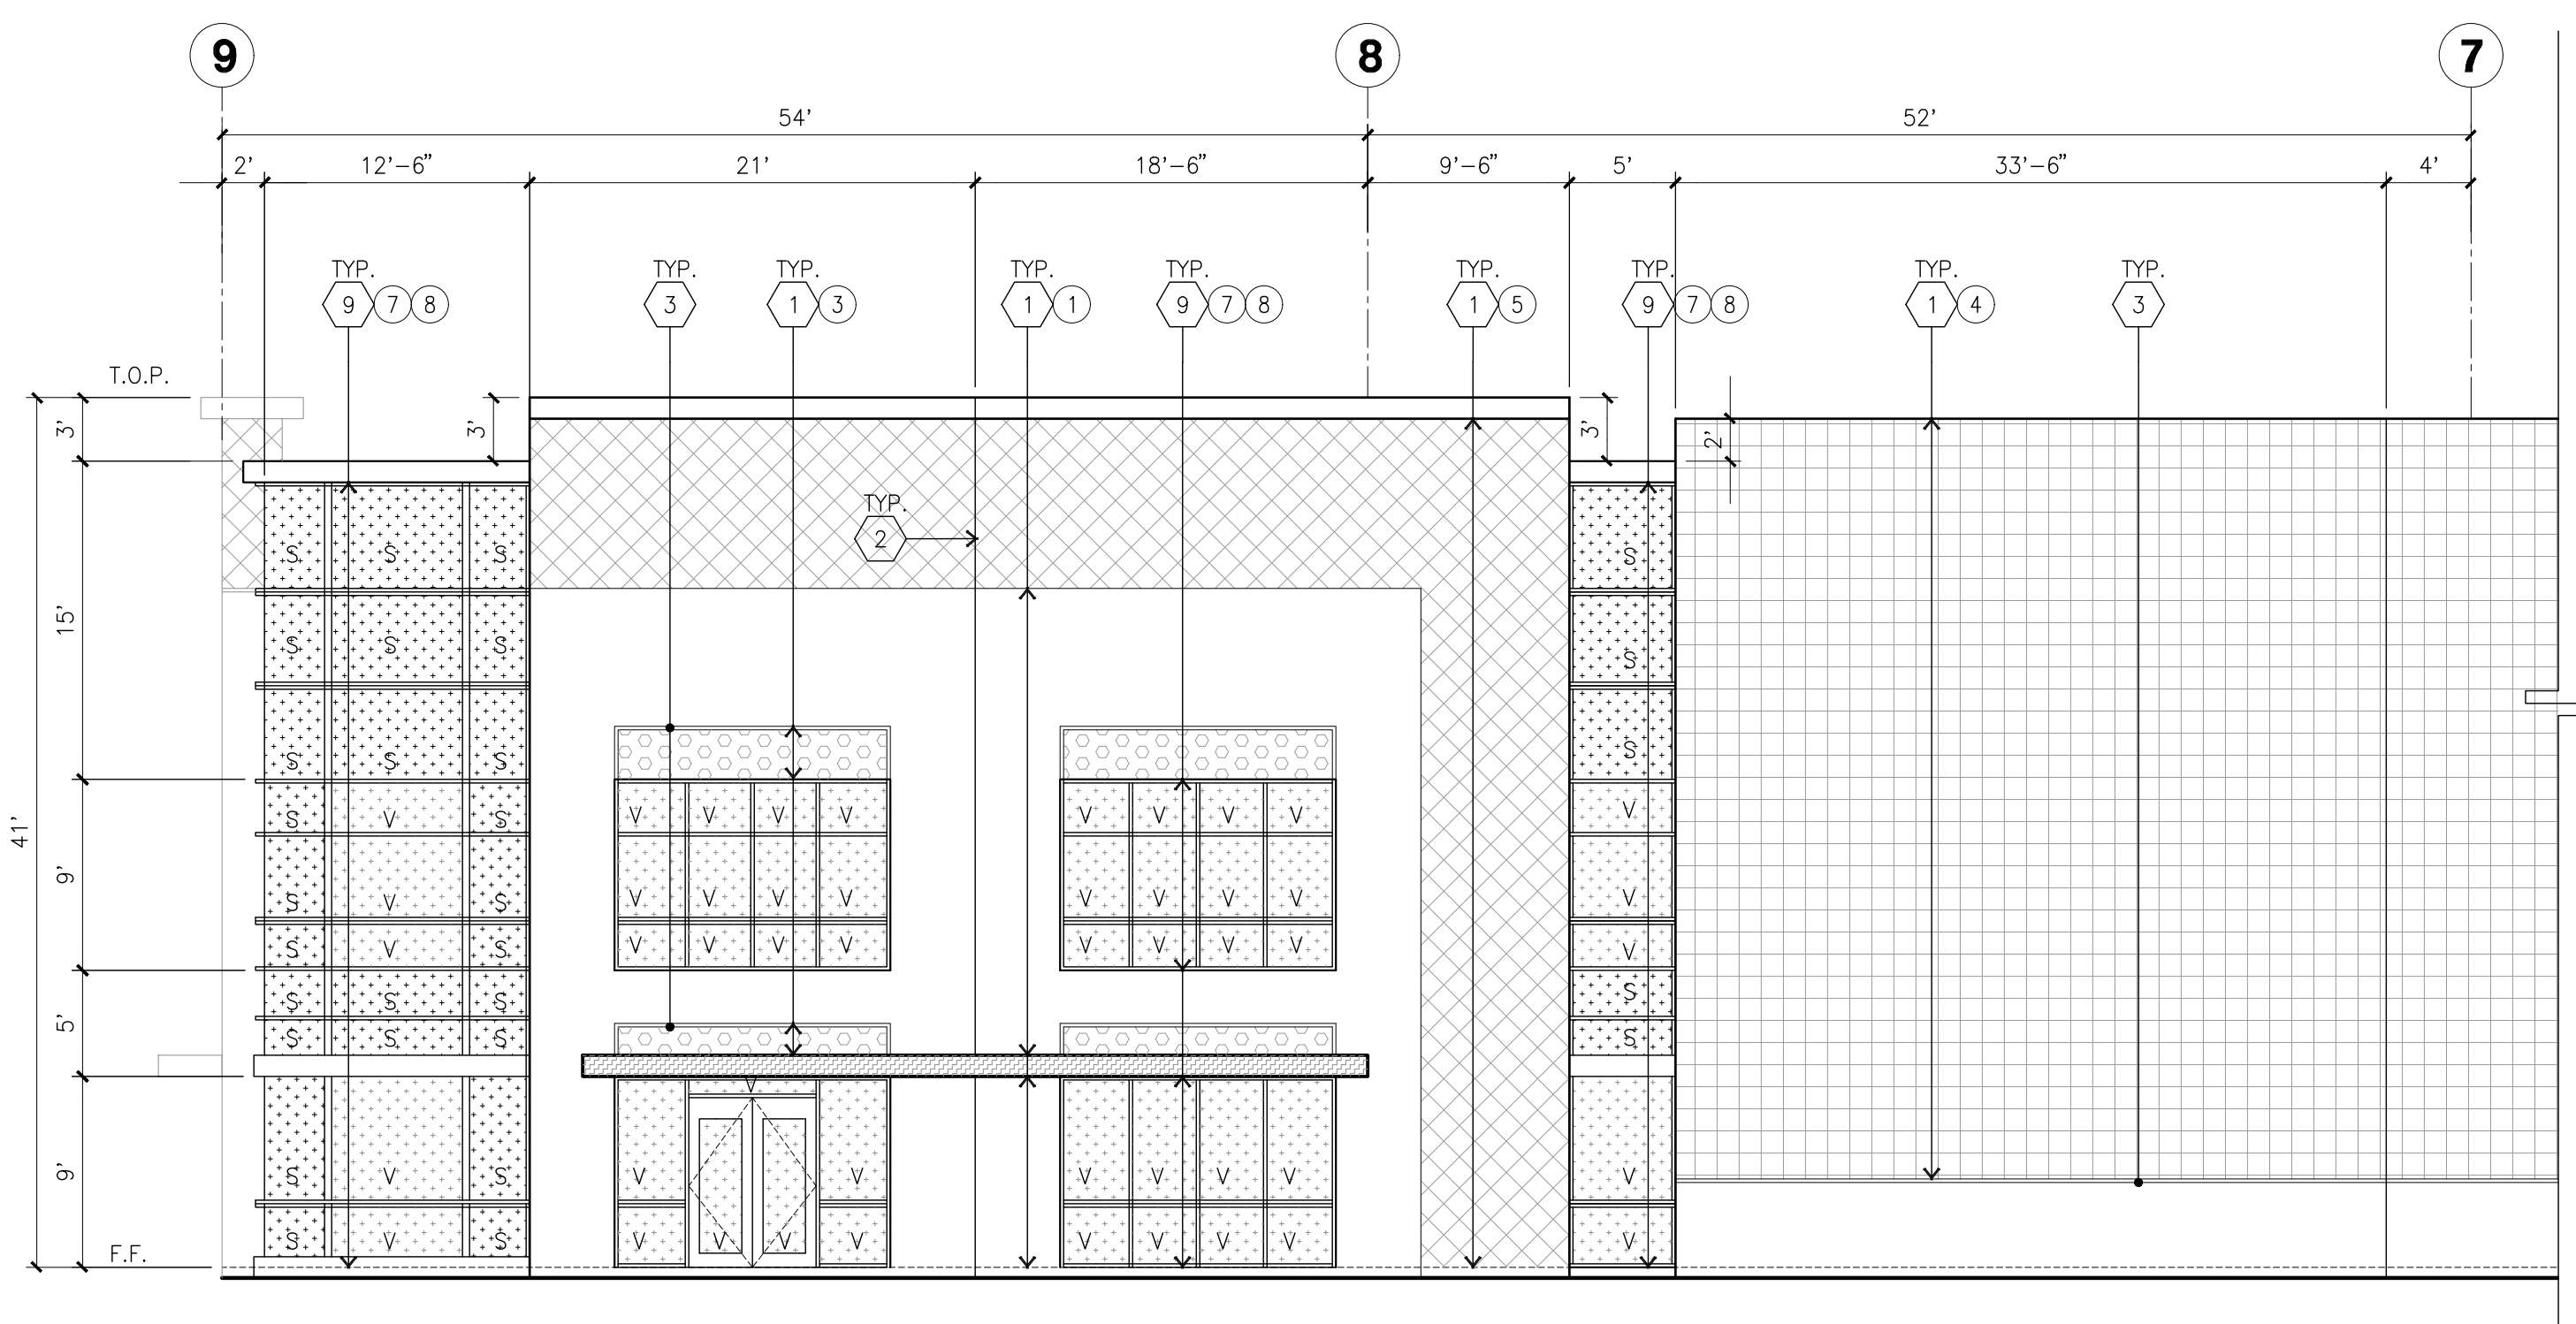 9 8 7
54' 52'
2' 12'-6" 21' 18'-6" 9'-6" 5' 33'-6" 4'
TYP. TYP. TYP. TYP. TYP. TYP. TYP. TYP. TYP.
9 7 8 3 1 3 1 1 9 7 8 1 5 9 7 8 1 4 3
T.O.P.
3' 3' 3' 2'
TYP.
2
S S S S
15'
S S S S
S S S S
S V S V V V V V V V V V
41'
9'
S V S V V V V V V V V V
S V S V V V V V V V V V
S S S S
5'
S S S S
V
9'
S V S V V V V V V V
S V S V V V V V V V V V
F.F.